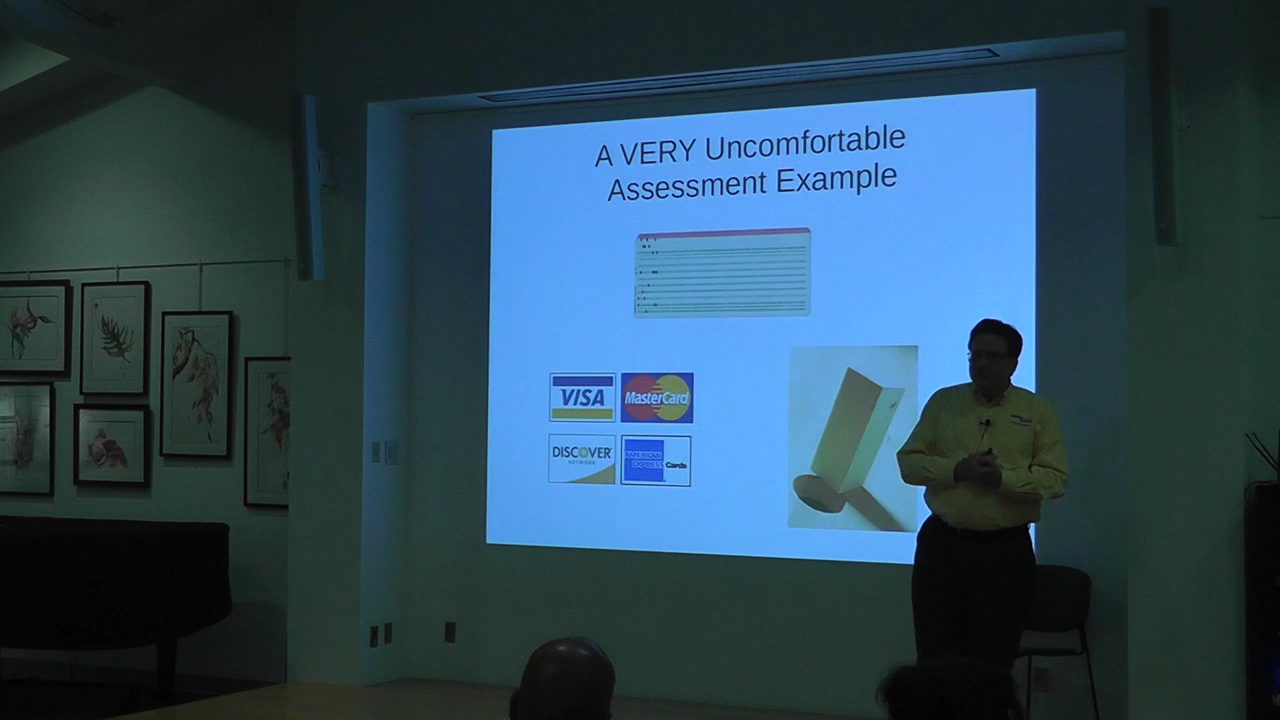 A VERY Uncomfortable
Assessment Example
VISA
MasterCard
DISCOVER
NETWORK
AMERICAN
EXPRESS
Cards